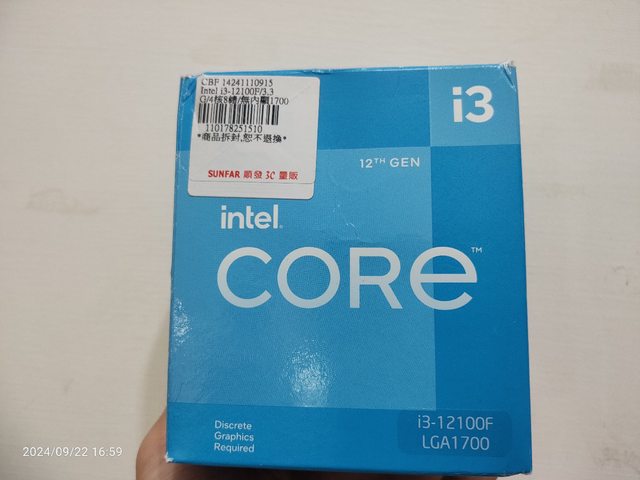 CBF 14241110915
Intel i3-12100F/3.3
G/4核8緒/無內顯1700
110178251510
*商品拆封,恕不退換*
SUNFAR 順發 3C 量販
i3
12TH GEN
intel.
CORe™
Discrete
Graphics
Required
i3-12100F
LGA1700
2024/09/22 16:59